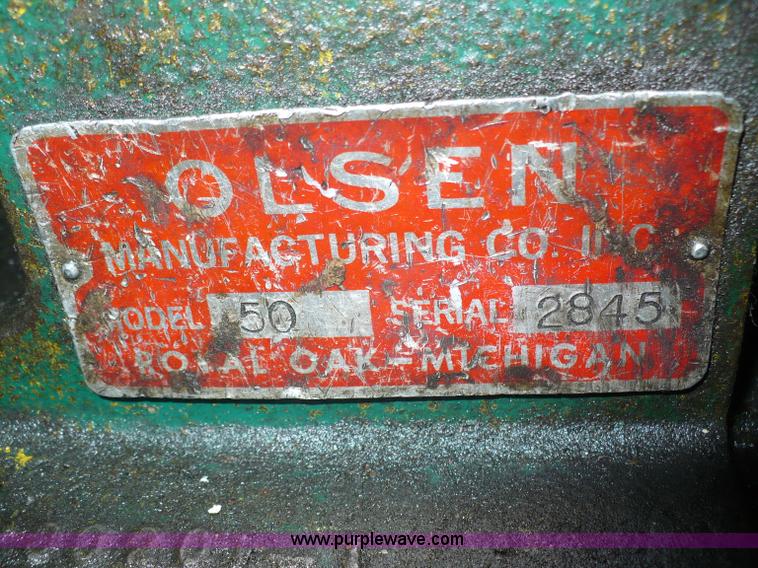 OLSEN
MANUFACTURING CO. INC
MODEL 50 SERIAL 2845
ROYAL OAK - MICHIGAN
www.purplewave.com